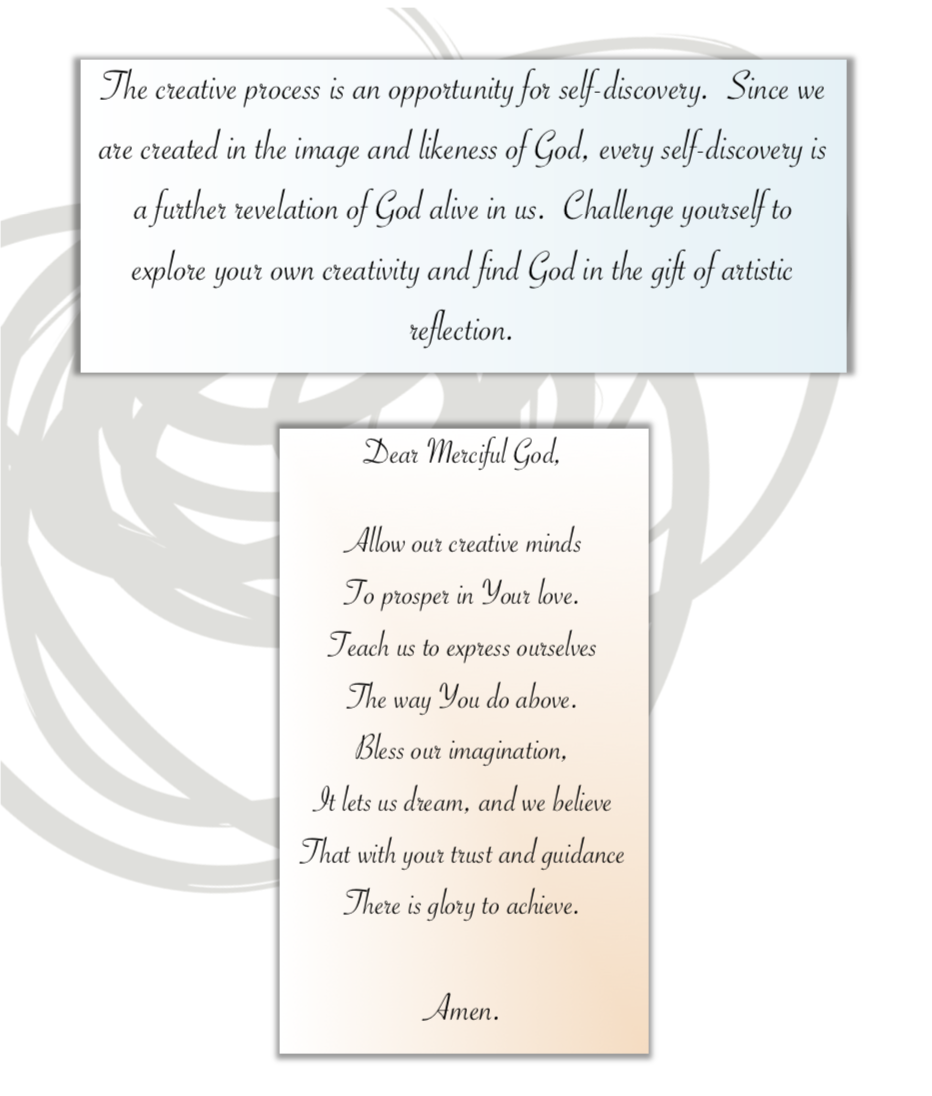 The creative process is an opportunity for self-discovery.  Since we
are created in the image and likeness of God, every self-discovery is
a further revelation of God alive in us.  Challenge yourself to
explore your own creativity and find God in the gift of artistic
reflection.
Dear Merciful God,
Allow our creative minds
To prosper in Your love.
Teach us to express ourselves
The way You do above.
Bless our imagination,
It lets us dream, and we believe
That with your trust and guidance
There is glory to achieve.
Amen.